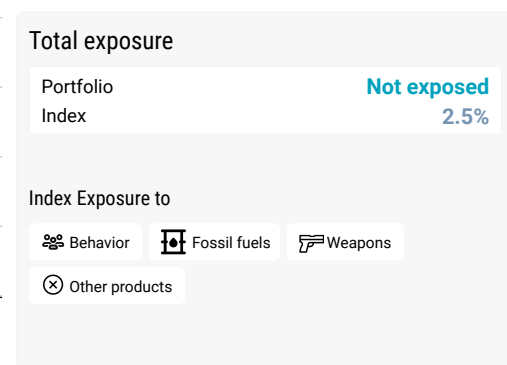 Total exposure
Portfolio Not exposed
Index 2.5%
Index Exposure to
Behavior Fossil fuels Weapons
Other products